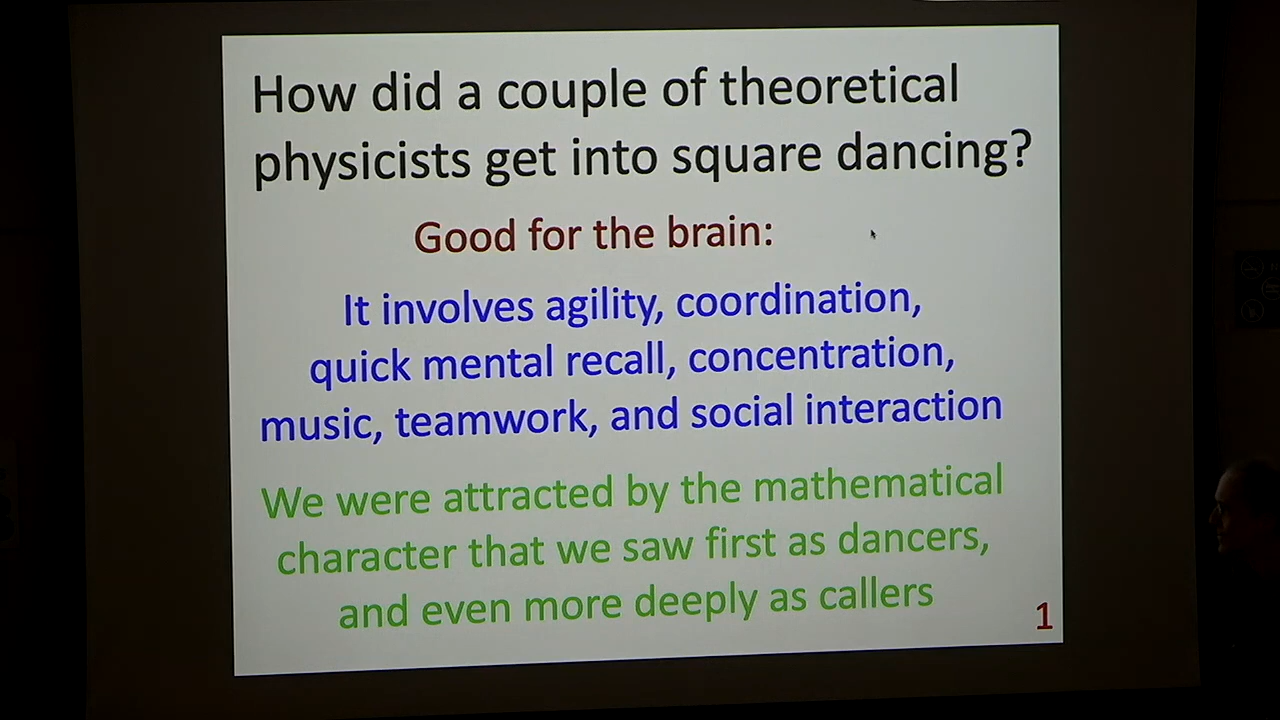 How did a couple of theoretical
physicists get into square dancing?
Good for the brain:
It involves agility, coordination,
quick mental recall, concentration,
music, teamwork, and social interaction
We were attracted by the mathematical
character that we saw first as dancers,
and even more deeply as callers
1